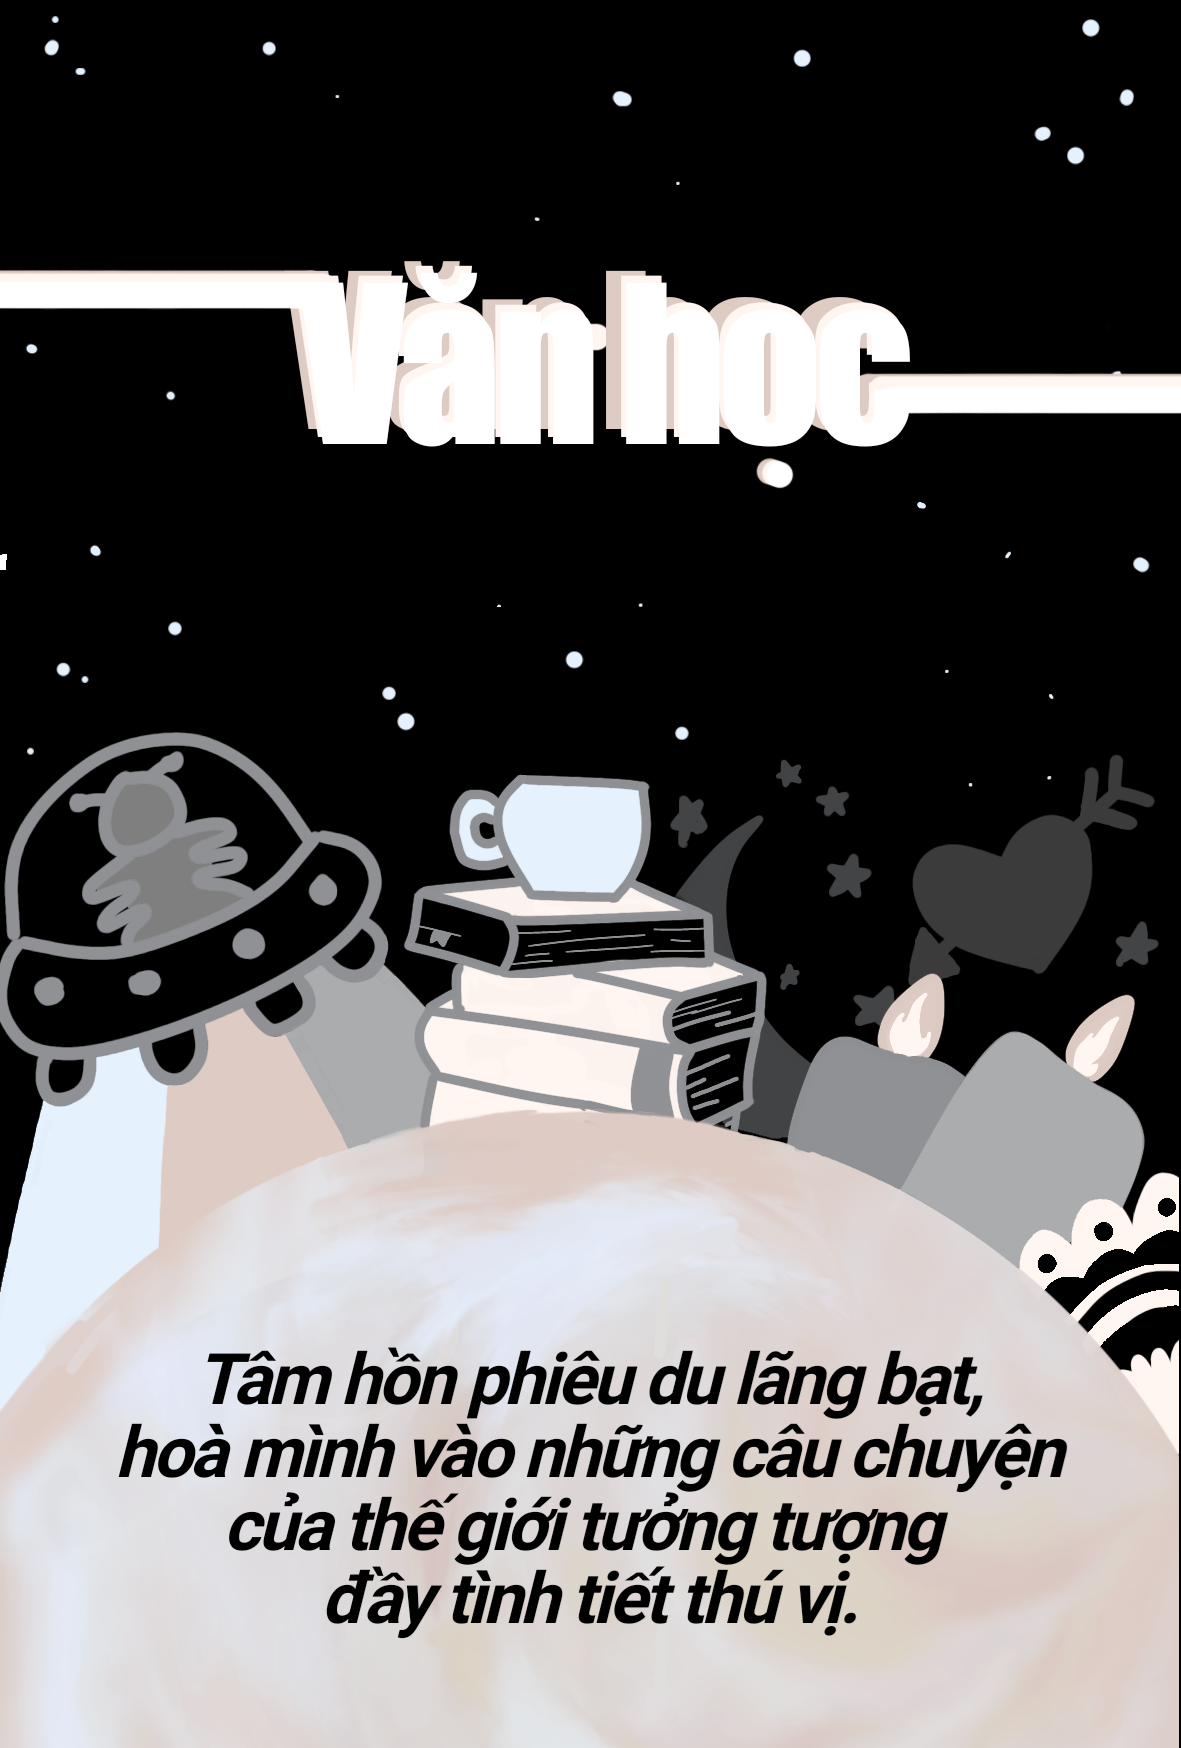 Văn học
Tâm hồn phiêu du lãng bạt,
hoà mình vào những câu chuyện
của thế giới tưởng tượng
đầy tình tiết thú vị.